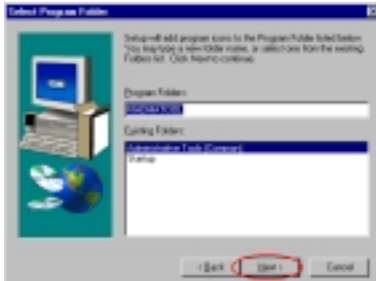 Select Program Folder
Setup will add program icons to the Program Folder listed below.
You may type a new folder name, or select one from the existing
Folders list. Click Next to continue.
Program Folders:
Existing Folders:
Administrative Tools (Common)
Startup
< Back
Next >
Cancel